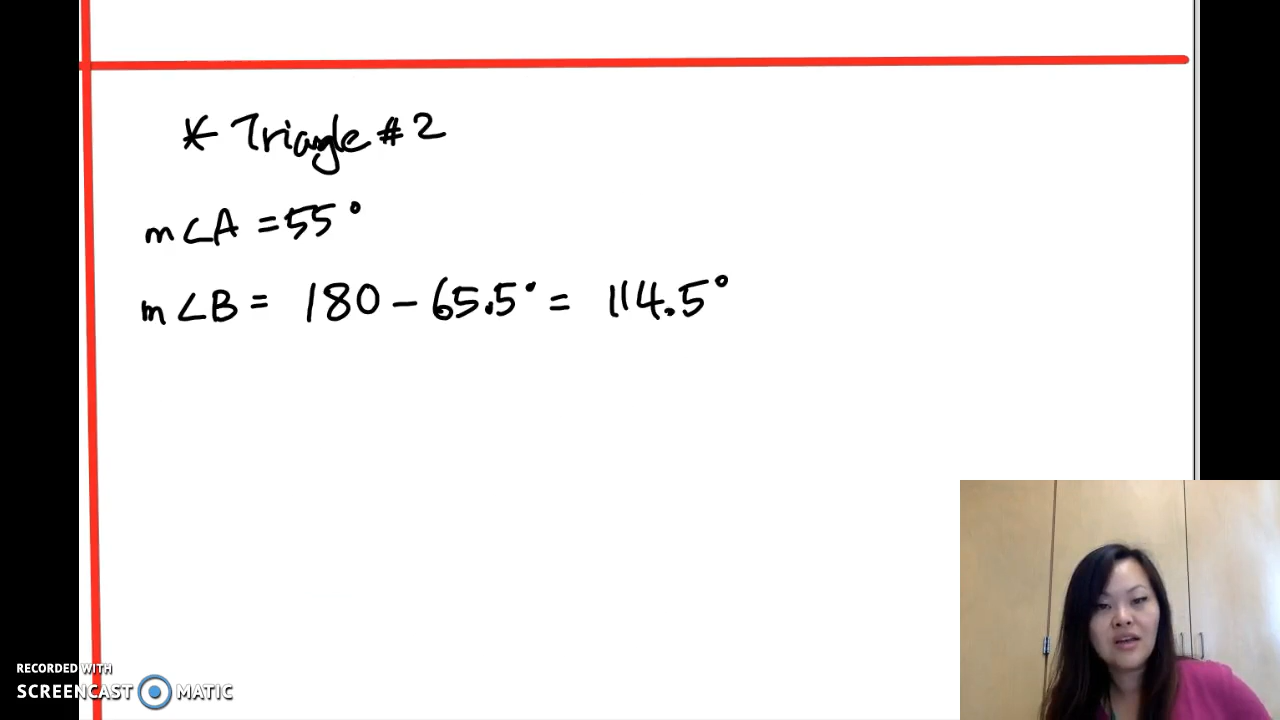 * Triangle # 2
m∠A = 55°
m∠B = 180 - 65.5° = 114.5°
RECORDED WITH
SCREENCAST MATIC